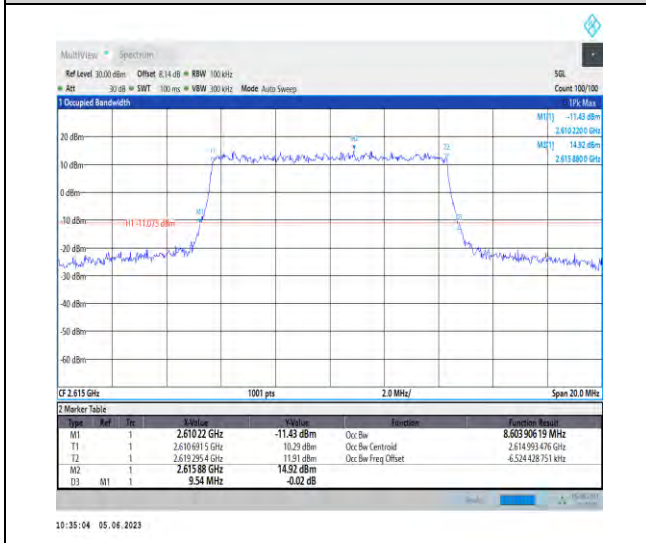 MultiView Spectrum
Ref Level 30.00 dBm Offset 8.14 dB RBW 100 kHz SGL
Att 30 dB SWT 100 ms VBW 300 kHz Mode Auto Sweep Count 100/100
1 Occupied Bandwidth 1Pk Max
M1[1] -11.43 dBm
2.610 2200 GHz
M2[1] 14.92 dBm
2.615 8800 GHz
20 dBm
10 dBm
0 dBm
-10 dBm
H1 -11.075 dBm
-20 dBm
-30 dBm
-40 dBm
-50 dBm
-60 dBm
T1
M2
T2
M1
CF 2.615 GHz 1001 pts 2.0 MHz/ Span 20.0 MHz
2 Marker Table
Type Ref Trc X-Value Y-Value Function Function Result
M1 1 2.610 22 GHz -11.43 dBm Occ Bw 8.603 906 19 MHz
T1 1 2.610 691 5 GHz 10.29 dBm Occ Bw Centroid 2.614 993 476 GHz
T2 1 2.619 295 4 GHz 11.91 dBm Occ Bw Freq Offset -6.524 428 751 kHz
M2 1 2.615 88 GHz 14.92 dBm
D3 M1 1 9.54 MHz -0.02 dB
10:35:04 05.06.2023